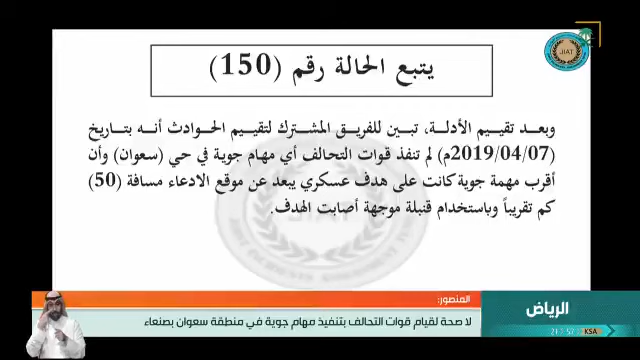 يتبع الحالة رقم (150)
JIAT
وبعد تقييم الأدلة، تبين للفريق المشترك لتقييم الحوادث أنه بتاريخ
(2019/04/07م) لم تنفذ قوات التحالف أي مهام جوية في حي (سعوان) وأن
أقرب مهمة جوية كانت على هدف عسكري يبعد عن موقع الادعاء مسافة (50)
كم تقريباً وباستخدام قنبلة موجهة أصابت الهدف.
المنصور:
لا صحة لقيام قوات التحالف بتنفيذ مهام جوية في منطقة سعوان بصنعاء
الرياض
KSA